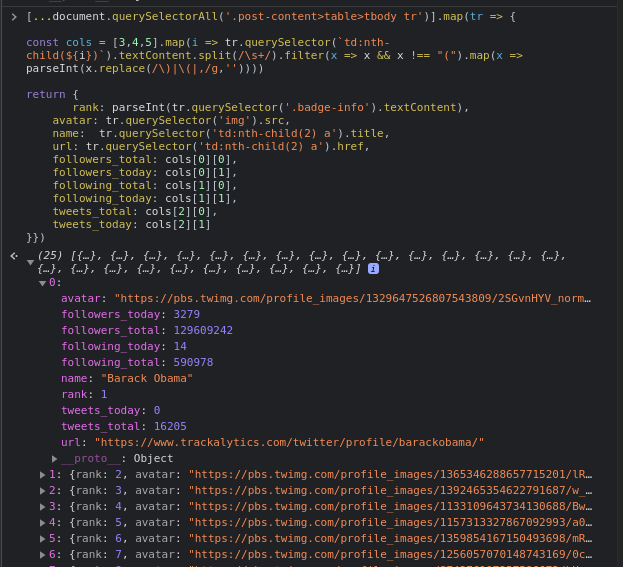 [...document.querySelectorAll('.post-content>table>tbody tr')].map(tr => {
const cols = [3,4,5].map(i => tr.querySelector(`td:nth-
child(${i})`).textContent.split(/\s+/).filter(x => x && x !== "(").map(x =>
parseInt(x.replace(/\)|\(|,/g,''))))
return {
rank: parseInt(tr.querySelector('.badge-info').textContent),
avatar: tr.querySelector('img').src,
name:  tr.querySelector('td:nth-child(2) a').title,
url: tr.querySelector('td:nth-child(2) a').href,
followers_total: cols[0][0],
followers_today: cols[0][1],
following_total: cols[1][0],
following_today: cols[1][1],
tweets_total: cols[2][0],
tweets_today: cols[2][1]
}})
(25) [{…}, {…}, {…}, {…}, {…}, {…}, {…}, {…}, {…}, {…}, {…}, {…}, {…}, {…}, {…},
{…}, {…}, {…}, {…}, {…}, {…}, {…}, {…}, {…}, {…}] i
0:
avatar: "https://pbs.twimg.com/profile_images/1329647526807543809/2SGvnHYV_norm…
followers_today: 3279
followers_total: 129609242
following_today: 14
following_total: 590978
name: "Barack Obama"
rank: 1
tweets_today: 0
tweets_total: 16205
url: "https://www.trackalytics.com/twitter/profile/barackobama/"
__proto__: Object
1: {rank: 2, avatar: "https://pbs.twimg.com/profile_images/1365346288657715201/lR…
2: {rank: 3, avatar: "https://pbs.twimg.com/profile_images/1392465354622791687/w_…
3: {rank: 4, avatar: "https://pbs.twimg.com/profile_images/1133109643734130688/Bw…
4: {rank: 5, avatar: "https://pbs.twimg.com/profile_images/1157313327867092993/a0…
5: {rank: 6, avatar: "https://pbs.twimg.com/profile_images/1359854167150493698/mR…
6: {rank: 7, avatar: "https://pbs.twimg.com/profile_images/1256057070148743169/0c…